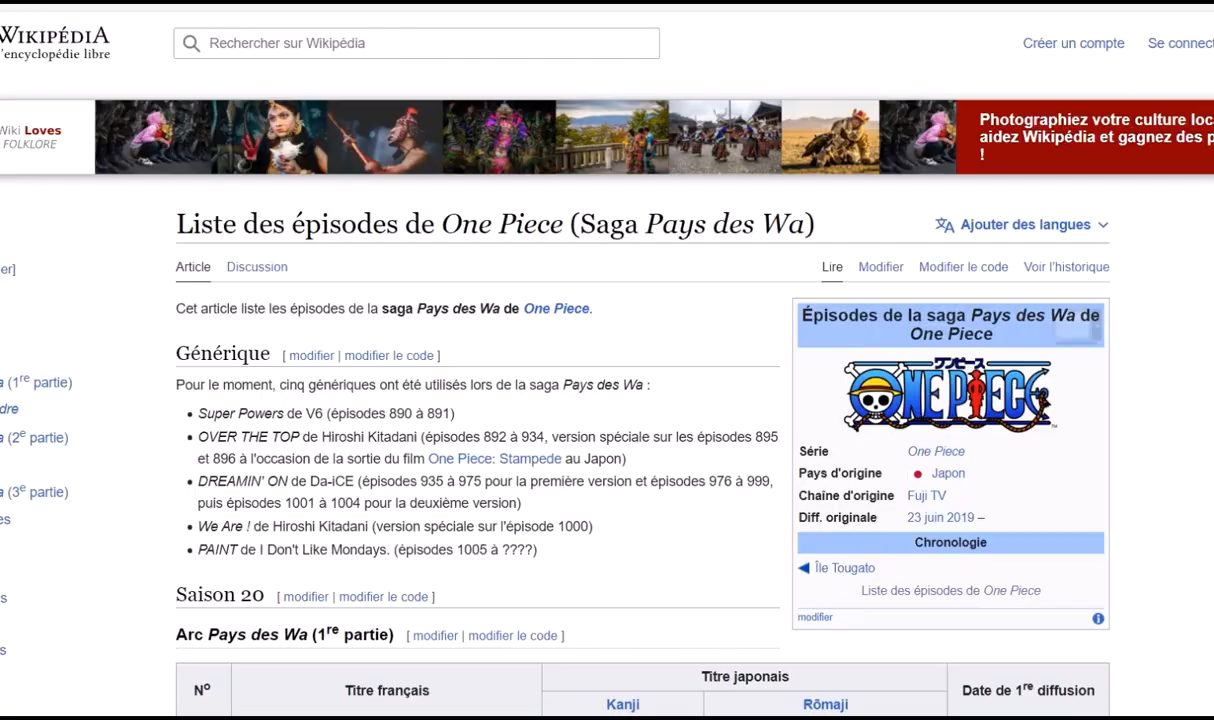 WIKIPÉDIA
l'encyclopédie libre
Rechercher sur Wikipédia
Créer un compte
Se connect
Wiki Loves
FOLKLORE
Photographiez votre culture loc
aidez Wikipédia et gagnez des p
!
Liste des épisodes de One Piece (Saga Pays des Wa)
Ajouter des langues
er]
Article
Discussion
Lire
Modifier
Modifier le code
Voir l'historique
Cet article liste les épisodes de la saga Pays des Wa de One Piece.
Générique [ modifier | modifier le code ]
Pour le moment, cinq génériques ont été utilisés lors de la saga Pays des Wa :
• Super Powers de V6 (épisodes 890 à 891)
• OVER THE TOP de Hiroshi Kitadani (épisodes 892 à 934, version spéciale sur les épisodes 895
et 896 à l'occasion de la sortie du film One Piece: Stampede au Japon)
• DREAMIN' ON de Da-iCE (épisodes 935 à 975 pour la première version et épisodes 976 à 999,
puis épisodes 1001 à 1004 pour la deuxième version)
• We Are ! de Hiroshi Kitadani (version spéciale sur l'épisode 1000)
• PAINT de I Don't Like Mondays. (épisodes 1005 à ????)
Épisodes de la saga Pays des Wa de
One Piece
ワンピース
ONE PIECE
Série One Piece
Pays d'origine Japon
Chaîne d'origine Fuji TV
Diff. originale 23 juin 2019 –
Chronologie
Île Tougato
Liste des épisodes de One Piece
modifier
a (1re partie)
dre
a (2e partie)
a (3e partie)
es
s
s
Saison 20 [ modifier | modifier le code ]
Arc Pays des Wa (1re partie) [ modifier | modifier le code ]
No
Titre français
Titre japonais
Kanji
Rōmaji
Date de 1re diffusion